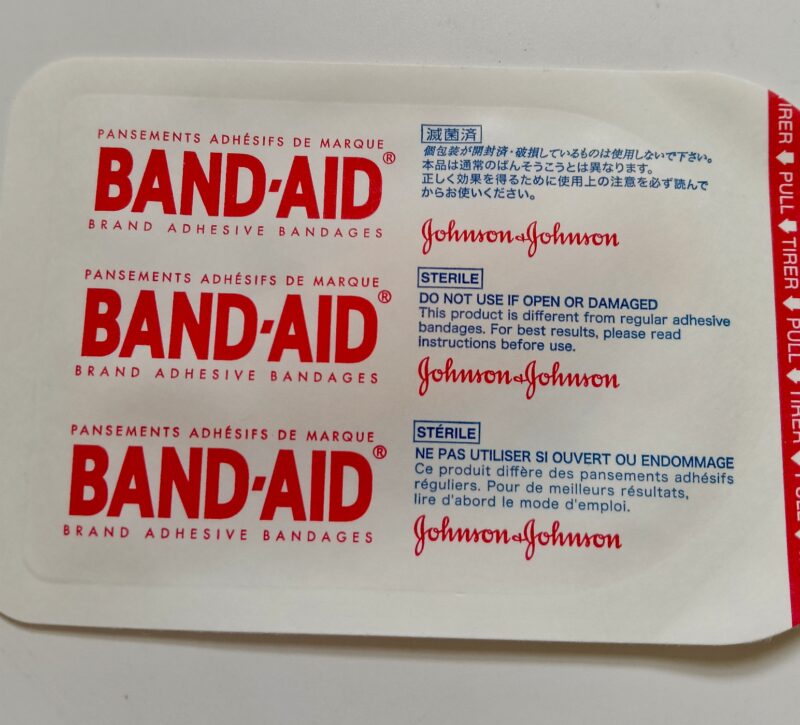 PANSEMENTS ADHÉSIFS DE MARQUE
BAND-AID®
BRAND ADHESIVE BANDAGES
滅菌済
個包装が開封済・破損しているものは使用しないで下さい。
本品は通常のばんそうこうとは異なります。
正しく効果を得るために使用上の注意を必ず読んで
からお使いください。
Johnson&Johnson
PANSEMENTS ADHÉSIFS DE MARQUE
BAND-AID®
BRAND ADHESIVE BANDAGES
STERILE
DO NOT USE IF OPEN OR DAMAGED
This product is different from regular adhesive
bandages. For best results, please read
instructions before use.
Johnson&Johnson
PANSEMENTS ADHÉSIFS DE MARQUE
BAND-AID®
BRAND ADHESIVE BANDAGES
STÉRILE
NE PAS UTILISER SI OUVERT OU ENDOMMAGE
Ce produit diffère des pansements adhésifs
réguliers. Pour de meilleurs résultats,
lire d'abord le mode d'emploi.
Johnson&Johnson
PULL TIRER PULL TIRER